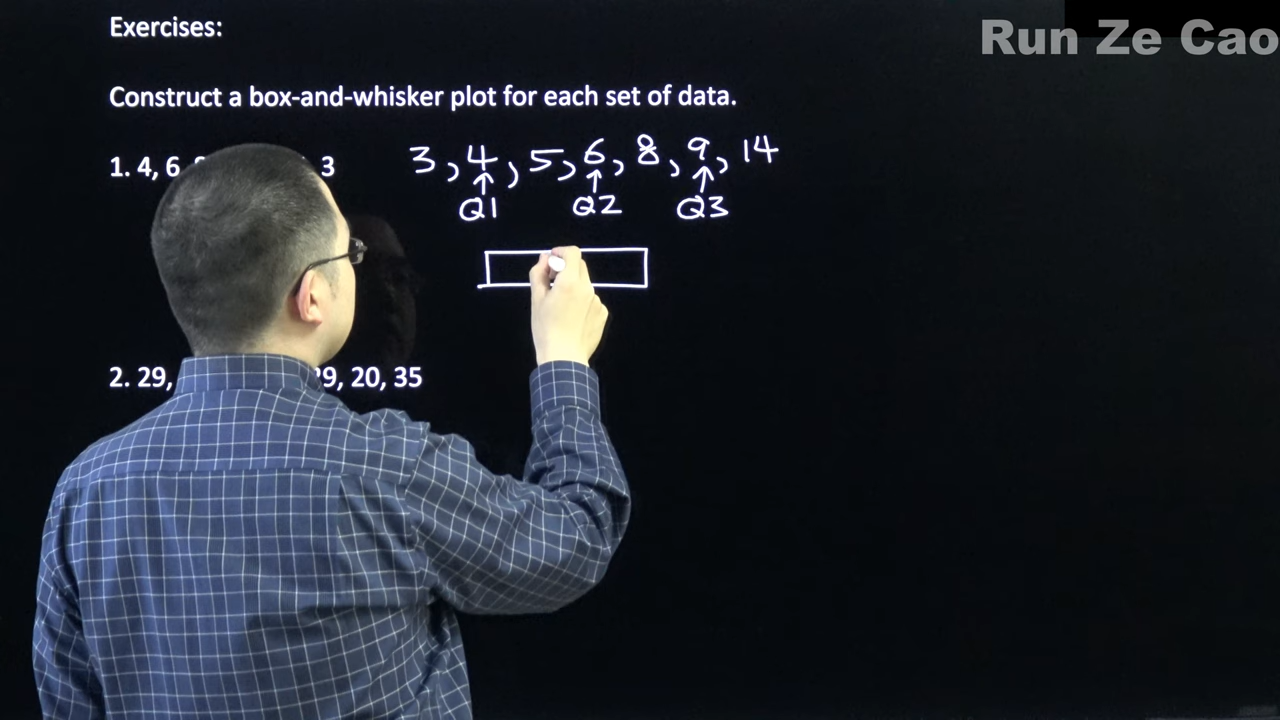 Run Ze Cao
Exercises:
Construct a box-and-whisker plot for each set of data.
1. 4, 6 3
3, 4, 5, 6, 8, 9, 14
Q1 Q2 Q3
2. 29, 29, 20, 35